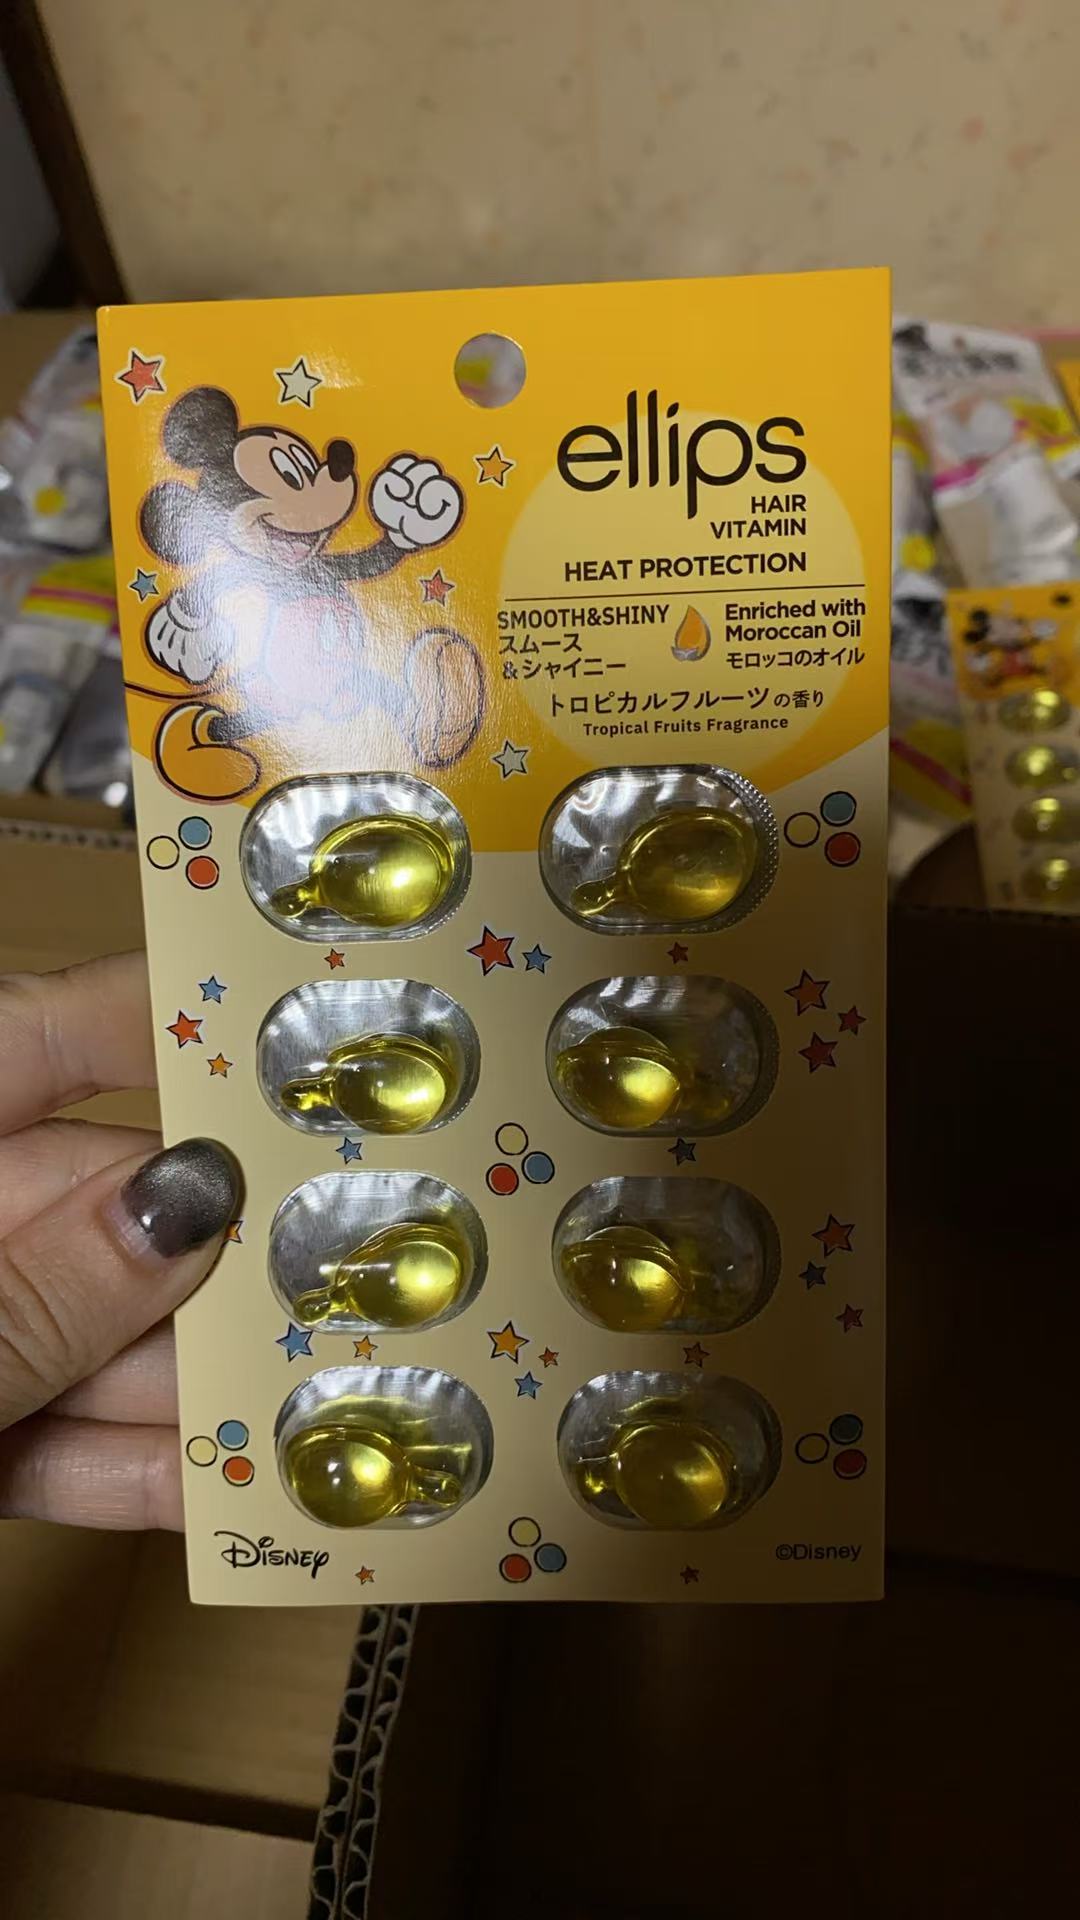 ellips
HAIR
VITAMIN
HEAT PROTECTION
SMOOTH&SHINY
スムース
&シャイニー
Enriched with
Moroccan Oil
モロッコのオイル
トロピカルフルーツの香り
Tropical Fruits Fragrance
Disney
©Disney